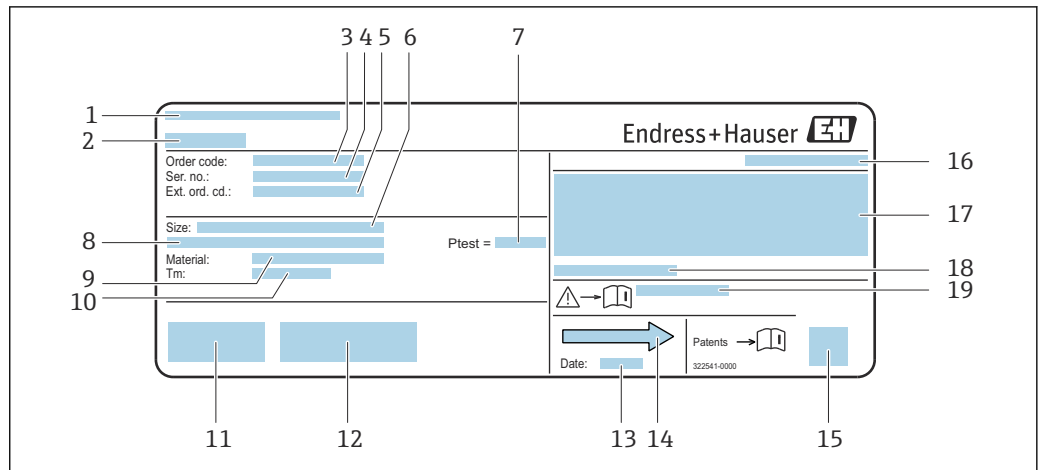 3 4 5 6 7
1
2
Endress+Hauser EH
Order code:
Ser. no.:
Ext. ord. cd.:
16
17
Size:
8
Ptest =
Material:
9
Tm:
10
18
19
Patents
322541-0000
Date:
11 12 13 14 15